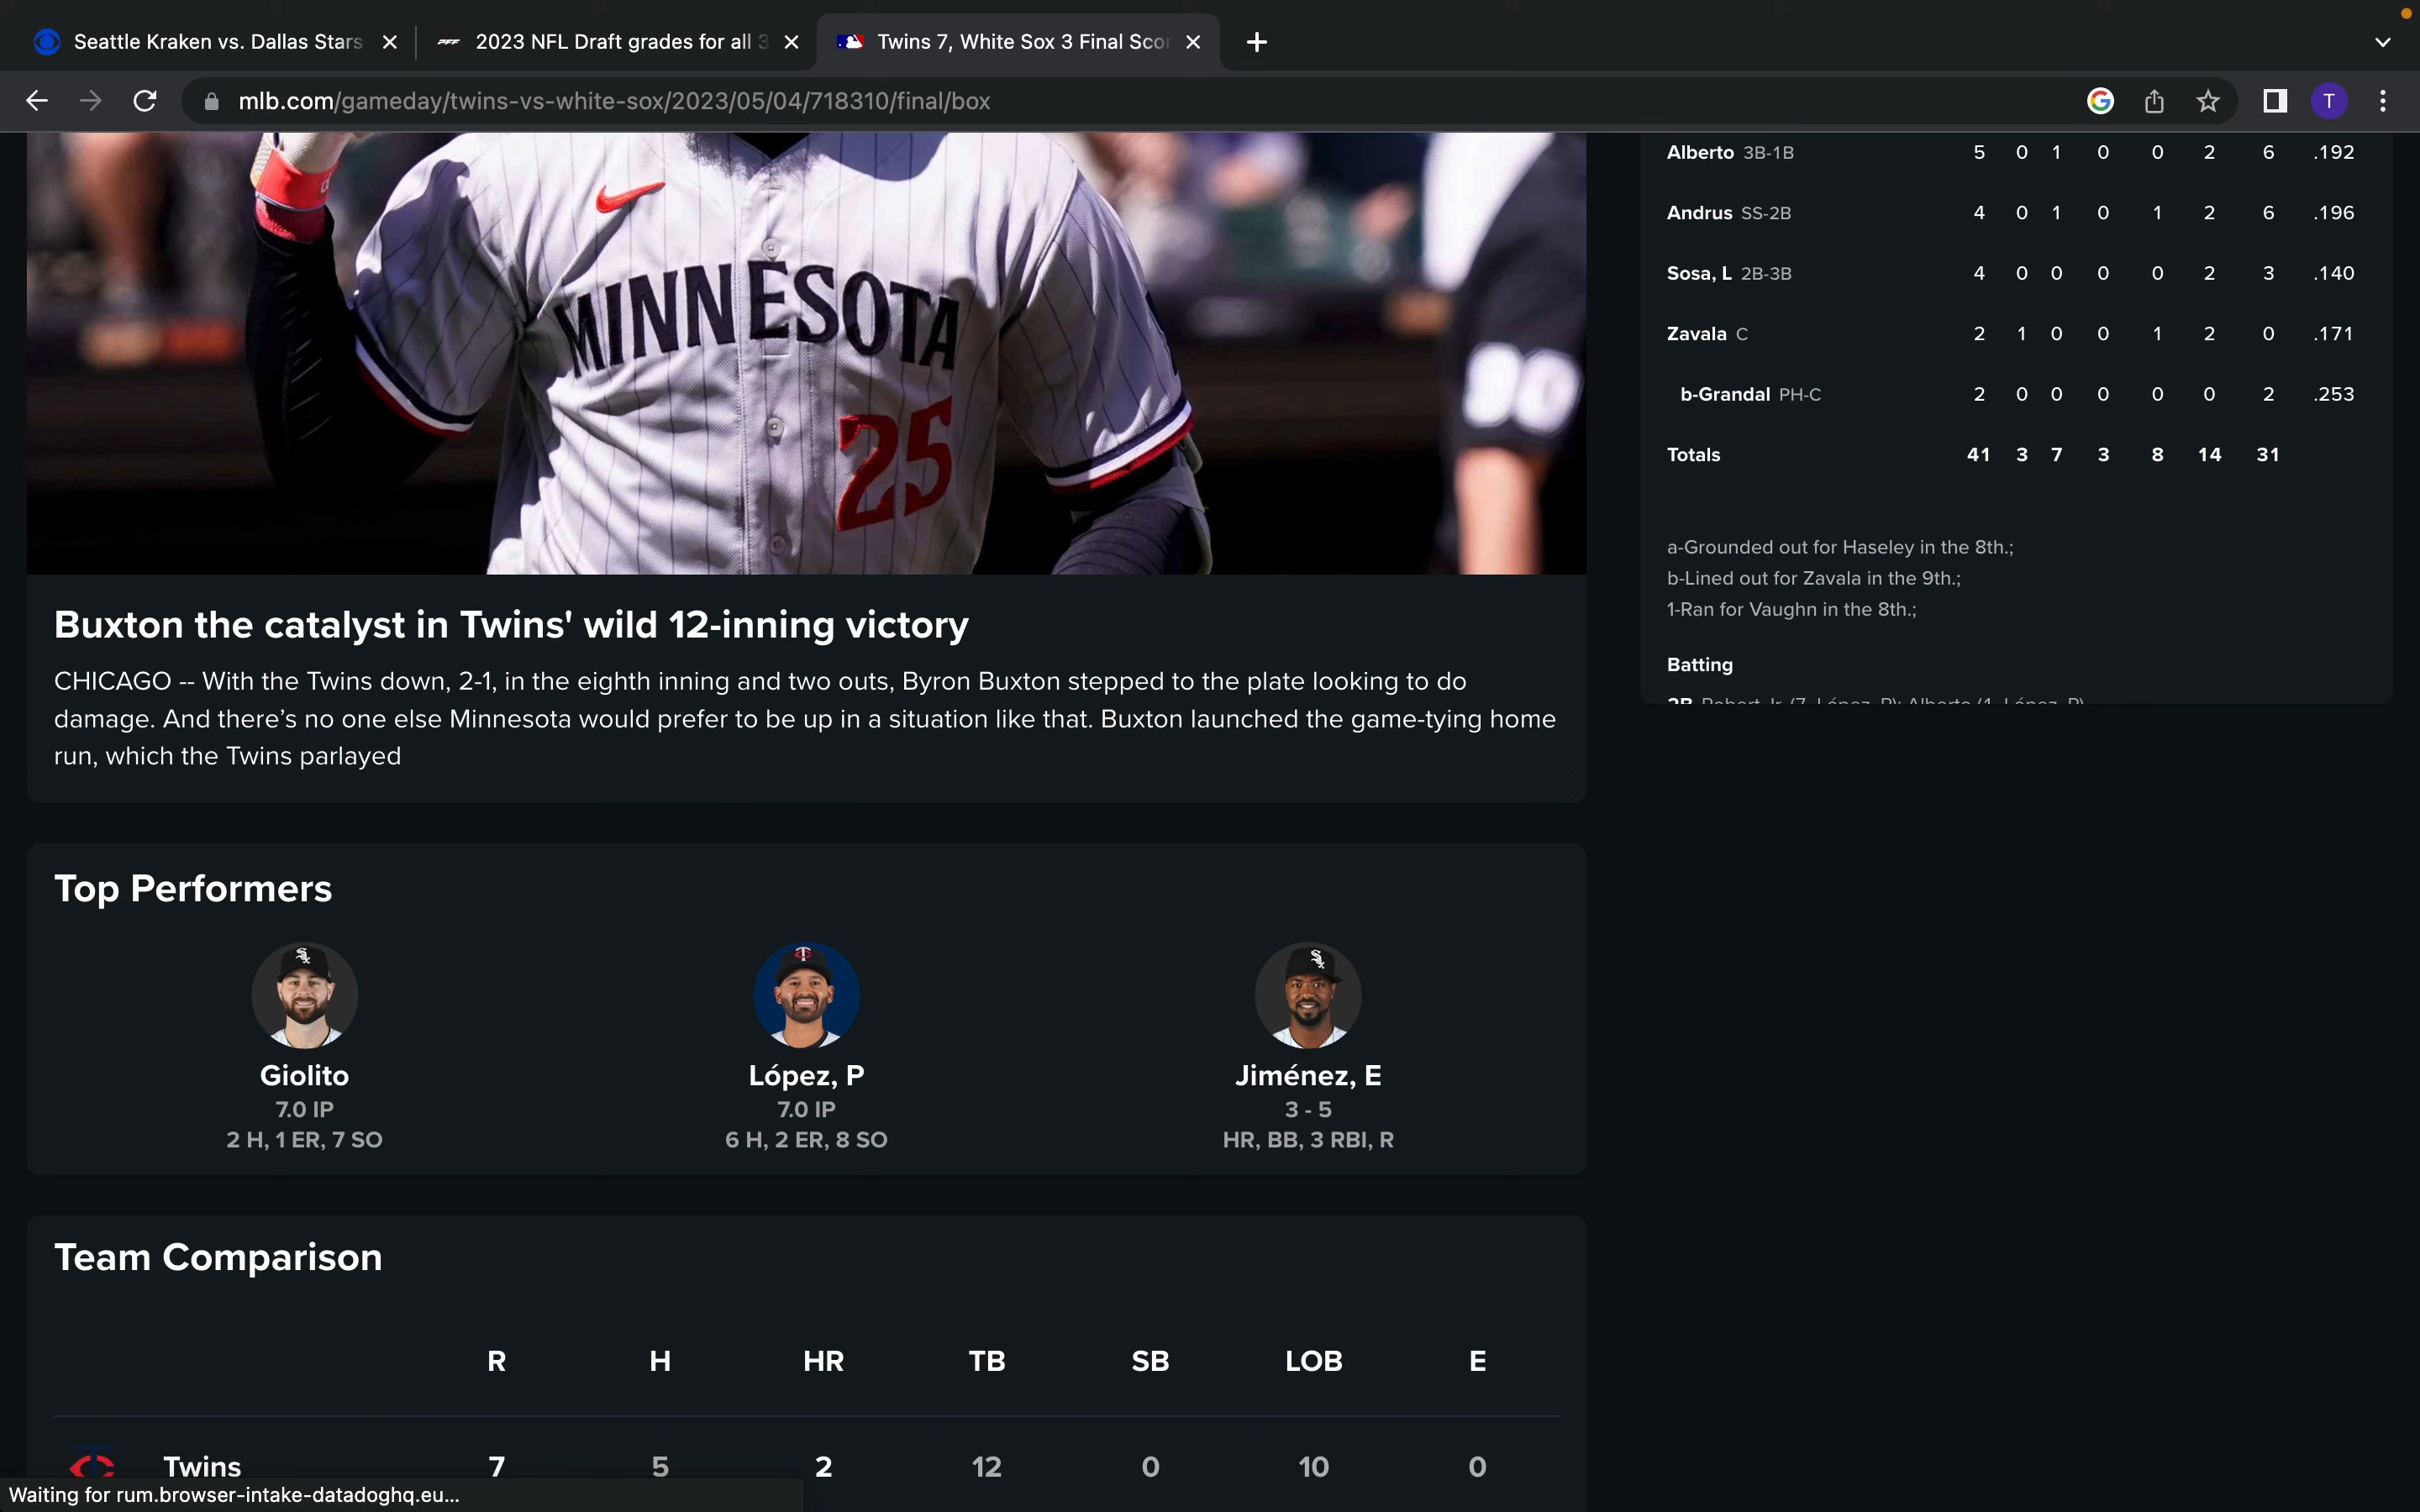 Seattle Kraken vs. Dallas Stars
PFF 2023 NFL Draft grades for all 3
Twins 7, White Sox 3 Final Scor
mlb.com/gameday/twins-vs-white-sox/2023/05/04/718310/final/box
T
MINNESOTA
25
90
Buxton the catalyst in Twins' wild 12-inning victory
CHICAGO -- With the Twins down, 2-1, in the eighth inning and two outs, Byron Buxton stepped to the plate looking to do
damage. And there’s no one else Minnesota would prefer to be up in a situation like that. Buxton launched the game-tying home
run, which the Twins parlayed
Top Performers
Giolito
7.0 IP
2 H, 1 ER, 7 SO
López, P
7.0 IP
6 H, 2 ER, 8 SO
Jiménez, E
3 - 5
HR, BB, 3 RBI, R
Team Comparison
R H HR TB SB LOB E
Twins 7 5 2 12 0 10 0
Waiting for rum.browser-intake-datadoghq.eu...
Alberto 3B-1B 5 0 1 0 0 2 6 .192
Andrus SS-2B 4 0 1 0 1 2 6 .196
Sosa, L 2B-3B 4 0 0 0 0 2 3 .140
Zavala C 2 1 0 0 1 2 0 .171
b-Grandal PH-C 2 0 0 0 0 0 2 .253
Totals 41 3 7 3 8 14 31
a-Grounded out for Haseley in the 8th.;
b-Lined out for Zavala in the 9th.;
1-Ran for Vaughn in the 8th.;
Batting
2B Robert Jr. (7, López, P); Alberto (1, López, P)